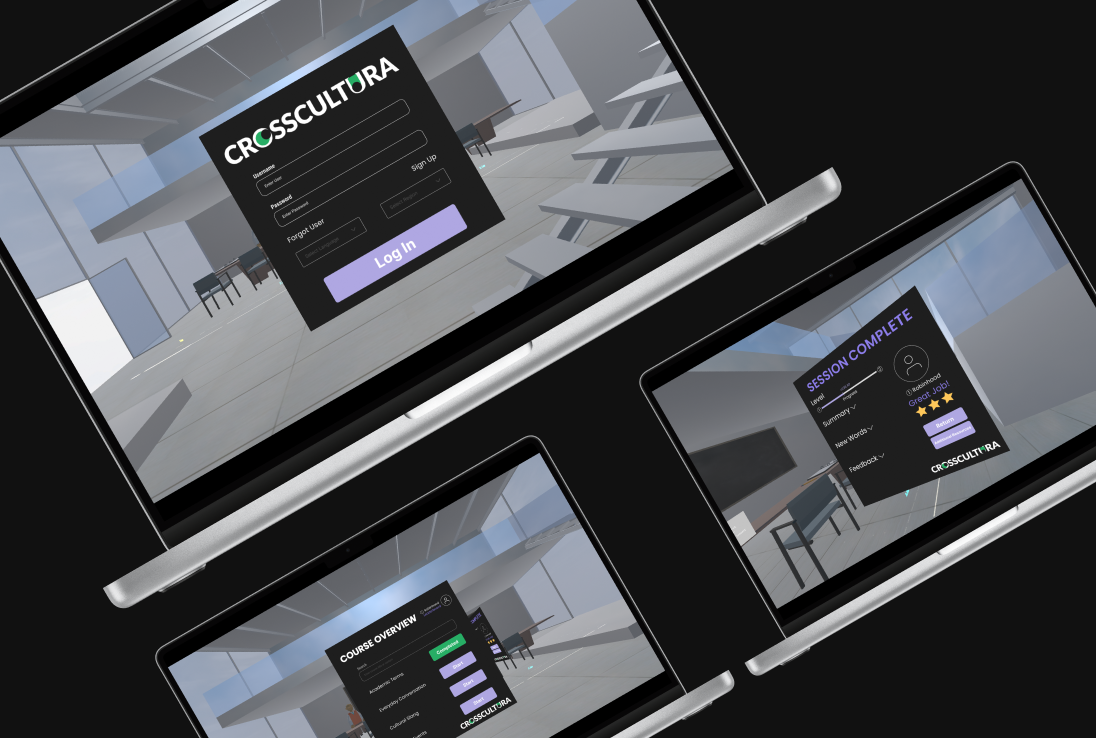 CROSSCULTURA
Username
Enter User
Password
Enter Password
Sign Up
Forgot User
Select Language
Select Region
Log In
SESSION COMPLETE
Level
Progress
Robinhood
Great Job!
Summary
New Words
Feedback
Return
CROSSCULTURA
COURSE OVERVIEW
Robinhood
Completed
Academic Terms
Start
Everyday Conversation
Start
Cultural Slang
Start
CROSSCULTURA